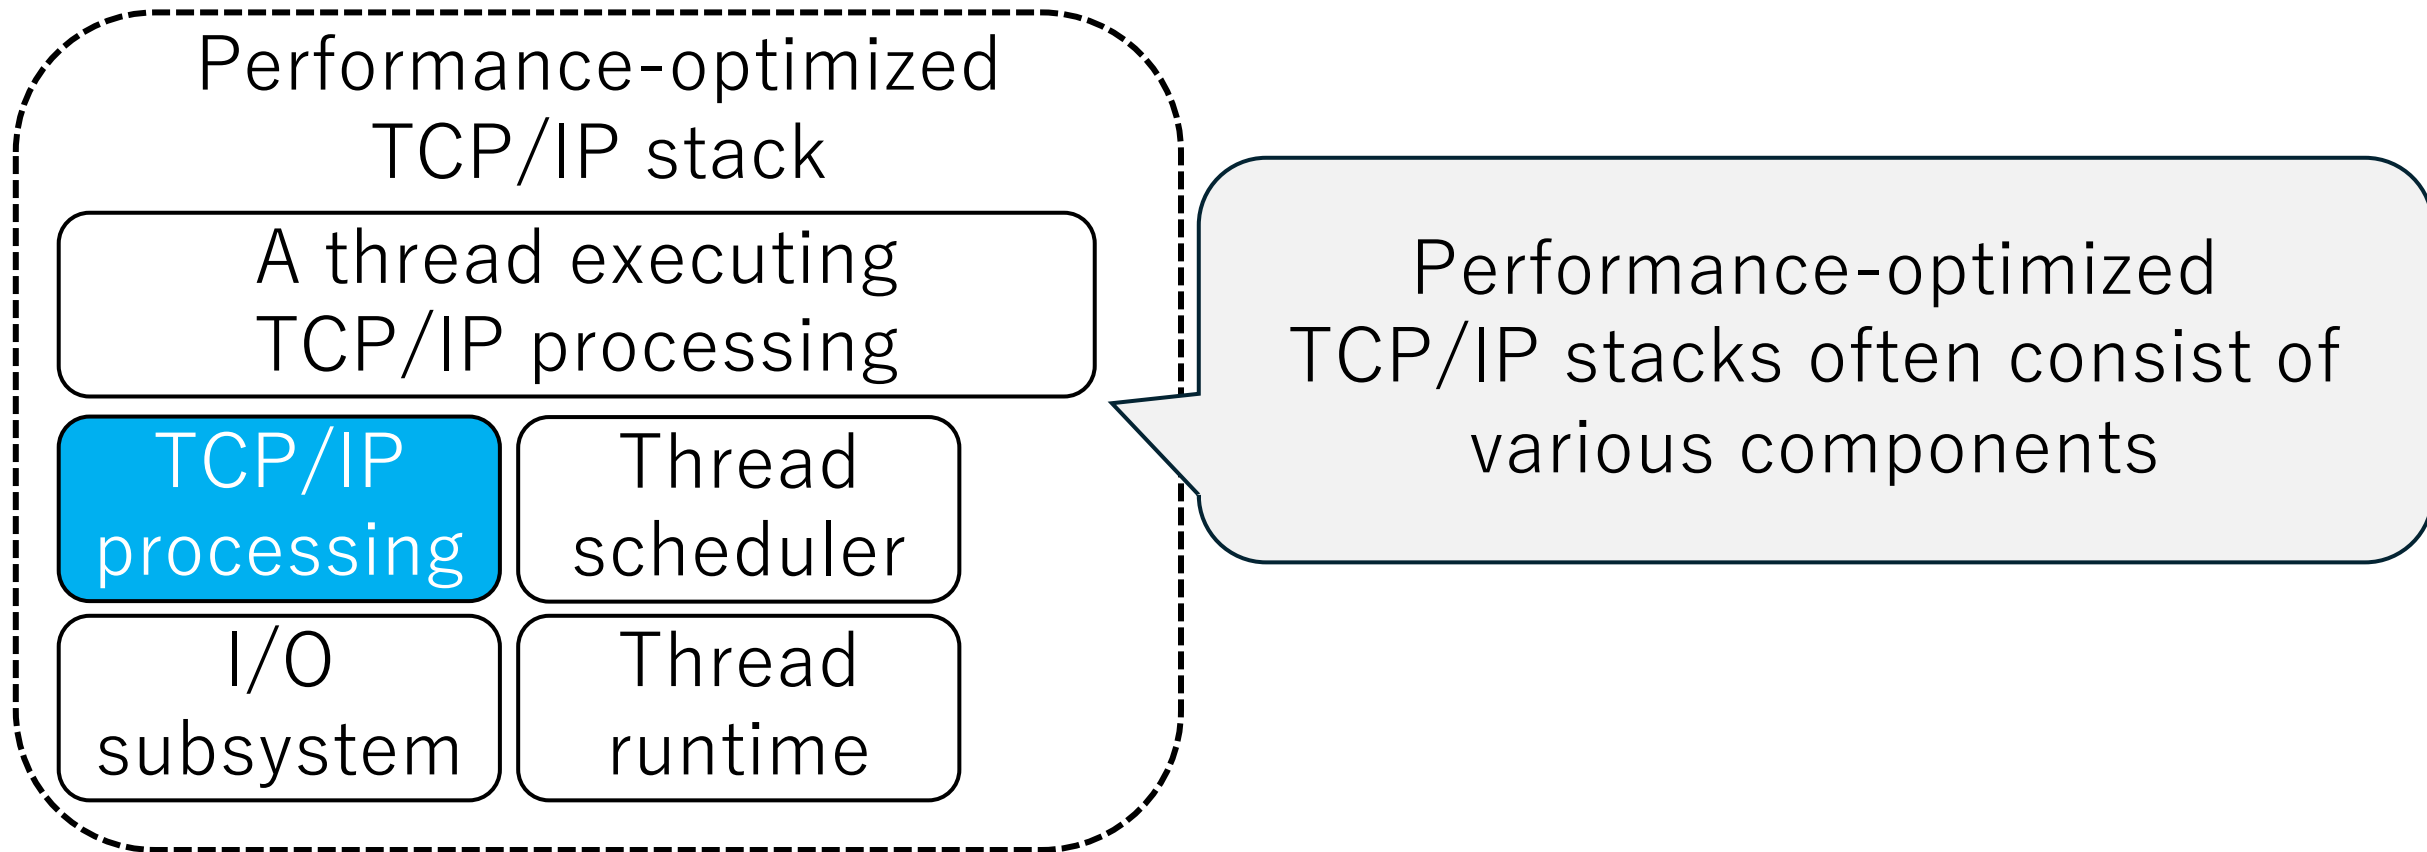 Performance-optimized
TCP/IP stack
A thread executing
TCP/IP processing
TCP/IP
processing
Thread
scheduler
I/O
subsystem
Thread
runtime
Performance-optimized
TCP/IP stacks often consist of
various components